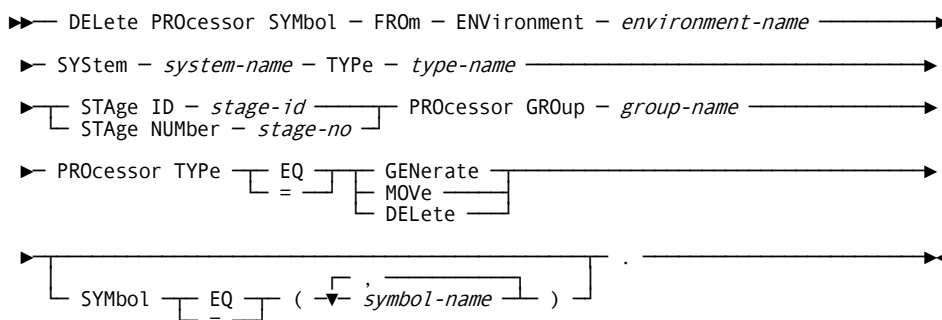 DELete PROcessor SYMbol — FROm — ENVironment — environment-name
SYStem — system-name — TYPe — type-name
STAge ID — stage-id PROcessor GROup — group-name
STAge NUMber — stage-no
PROcessor TYPe EQ GENerate
= MOVe
DELete
.
,
SYMbol EQ ( symbol-name )
=